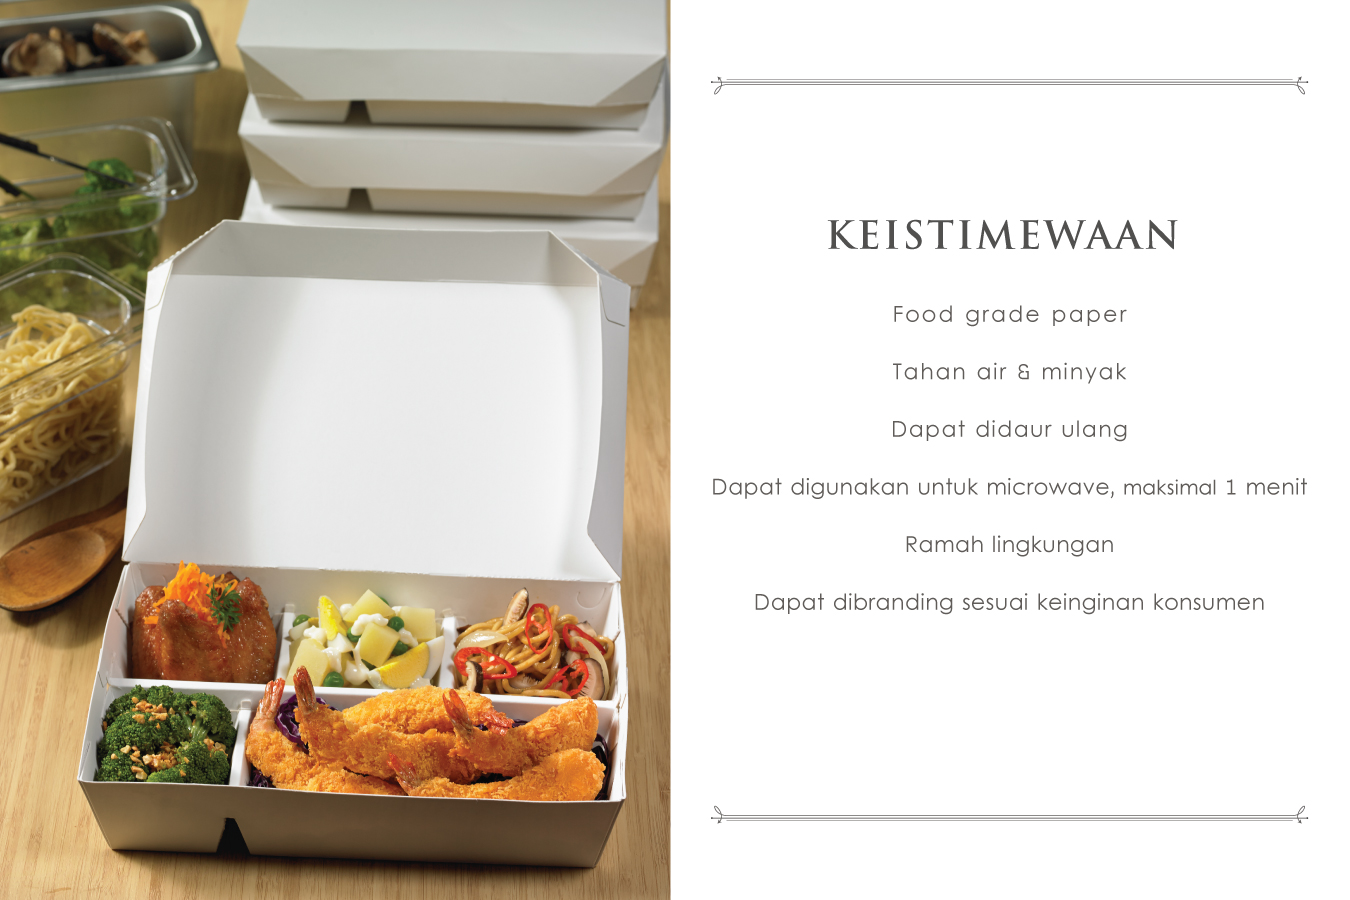 KEISTIMEWAAN
Food grade paper
Tahan air & minyak
Dapat didaur ulang
Dapat digunakan untuk microwave, maksimal 1 menit
Ramah lingkungan
Dapat dibranding sesuai keinginan konsumen